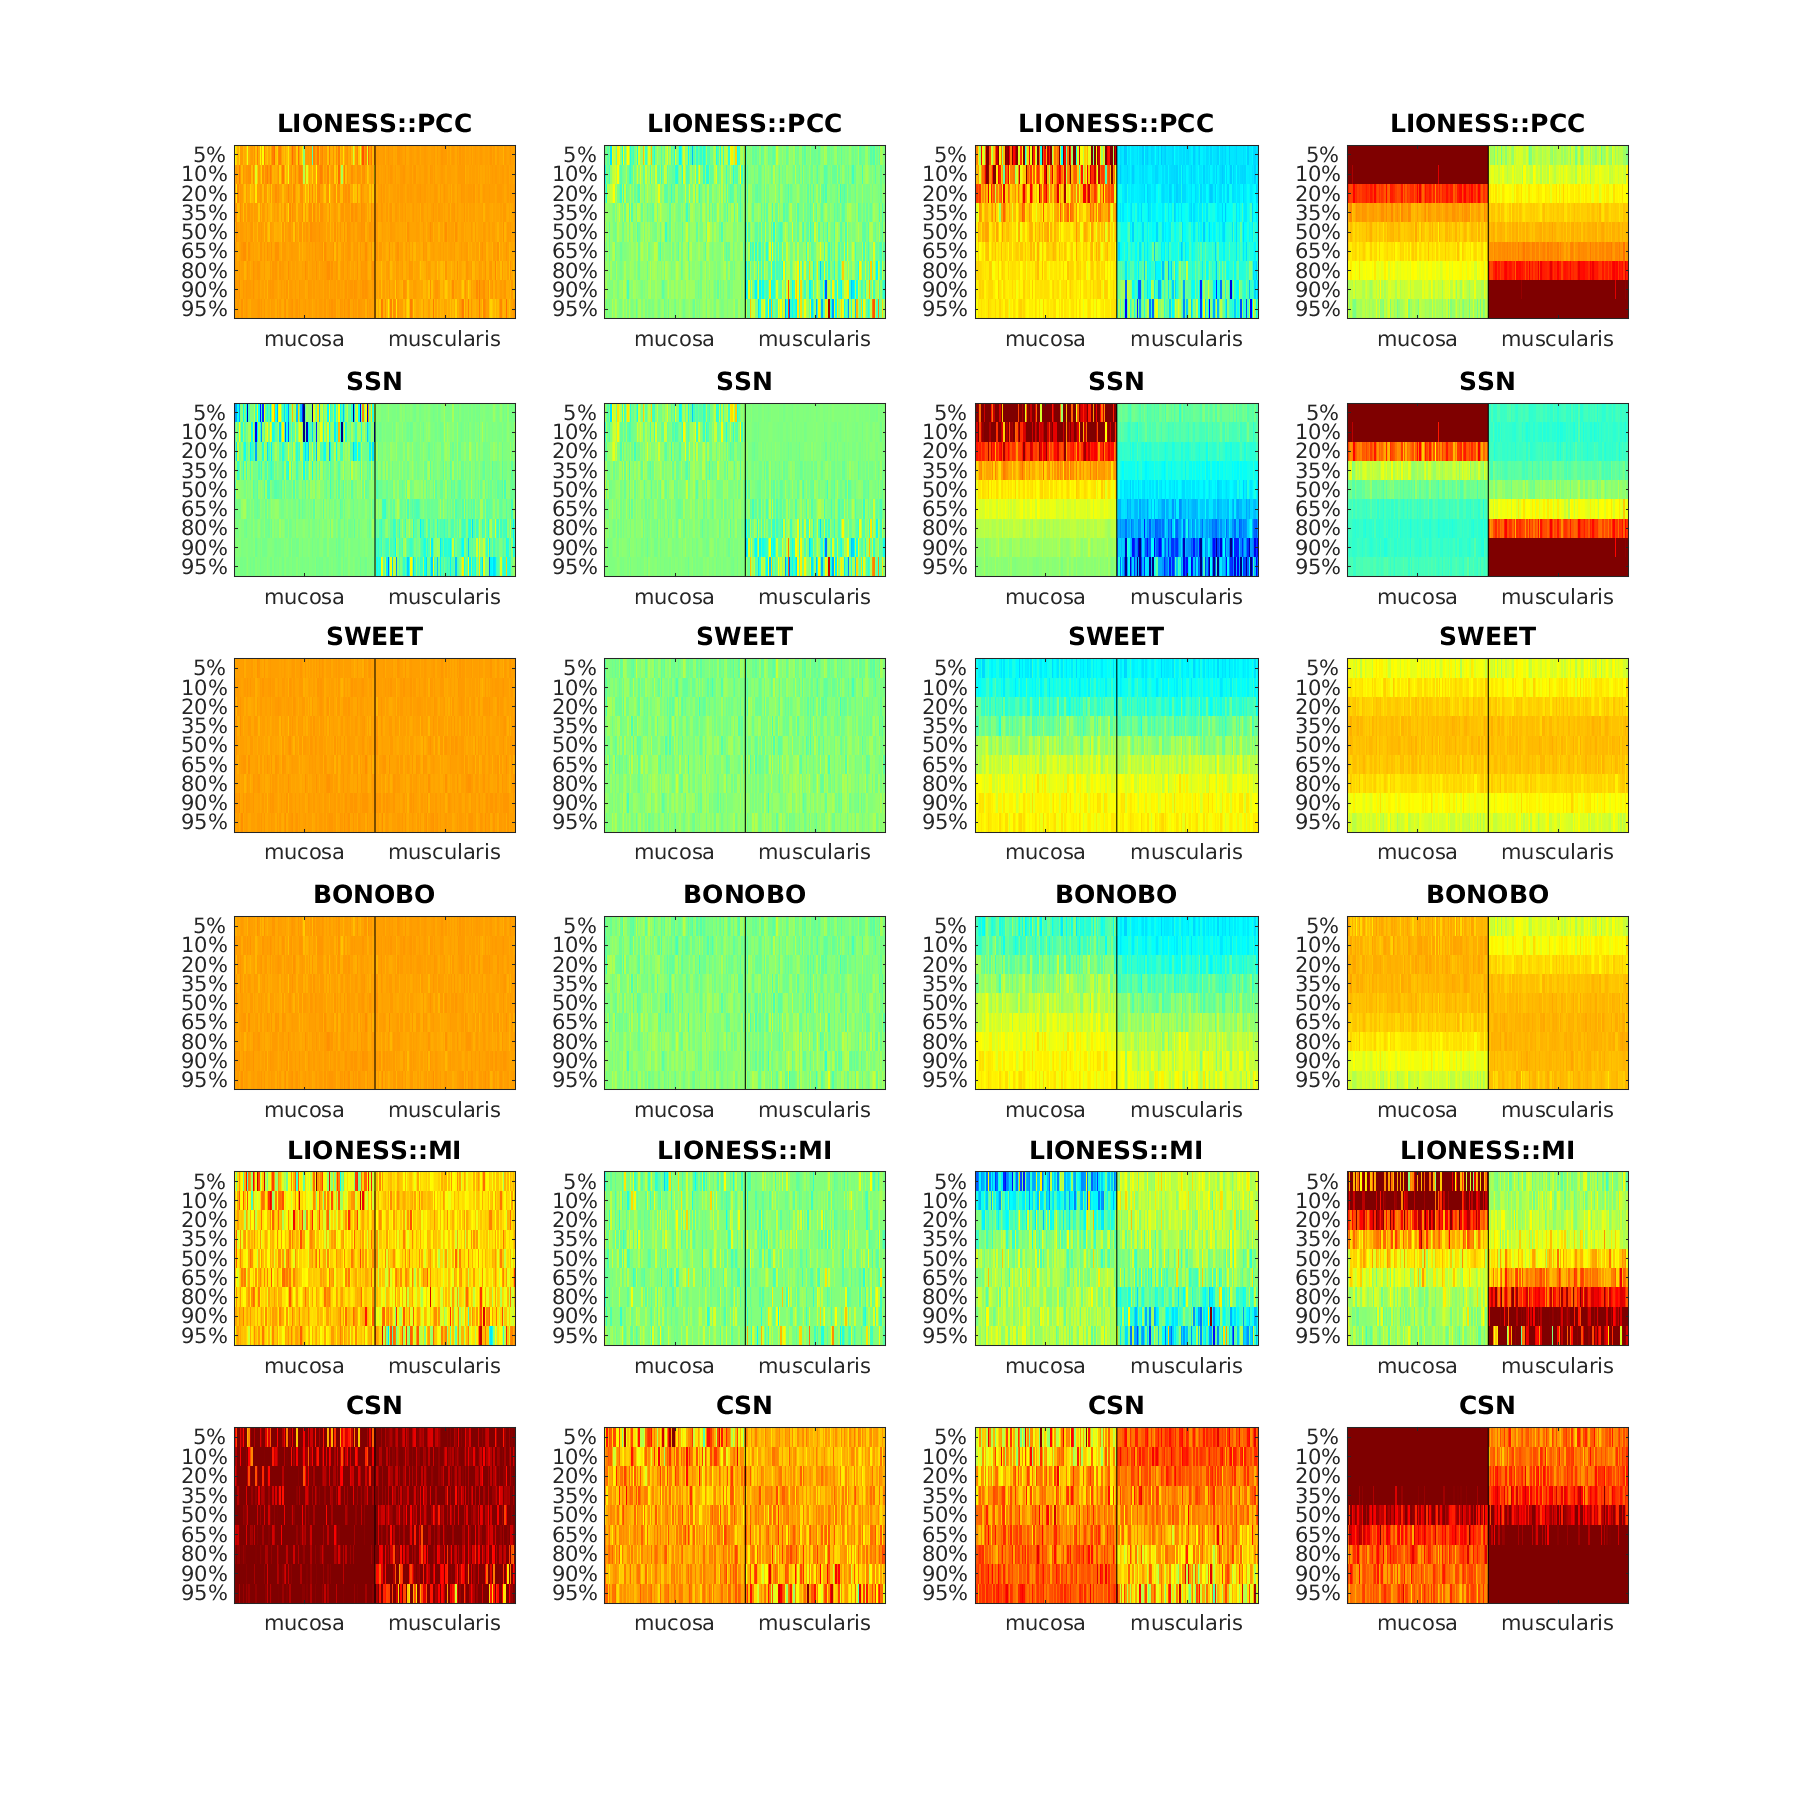 LIONESS::PCC LIONESS::PCC LIONESS::PCC LIONESS::PCC
5% 5% 5% 5%
10% 10% 10% 10%
20% 20% 20% 20%
35% 35% 35% 35%
50% 50% 50% 50%
65% 65% 65% 65%
80% 80% 80% 80%
90% 90% 90% 90%
95% 95% 95% 95%
mucosa muscularis mucosa muscularis mucosa muscularis mucosa muscularis
SSN SSN SSN SSN
5% 5% 5% 5%
10% 10% 10% 10%
20% 20% 20% 20%
35% 35% 35% 35%
50% 50% 50% 50%
65% 65% 65% 65%
80% 80% 80% 80%
90% 90% 90% 90%
95% 95% 95% 95%
mucosa muscularis mucosa muscularis mucosa muscularis mucosa muscularis
SWEET SWEET SWEET SWEET
5% 5% 5% 5%
10% 10% 10% 10%
20% 20% 20% 20%
35% 35% 35% 35%
50% 50% 50% 50%
65% 65% 65% 65%
80% 80% 80% 80%
90% 90% 90% 90%
95% 95% 95% 95%
mucosa muscularis mucosa muscularis mucosa muscularis mucosa muscularis
BONOBO BONOBO BONOBO BONOBO
5% 5% 5% 5%
10% 10% 10% 10%
20% 20% 20% 20%
35% 35% 35% 35%
50% 50% 50% 50%
65% 65% 65% 65%
80% 80% 80% 80%
90% 90% 90% 90%
95% 95% 95% 95%
mucosa muscularis mucosa muscularis mucosa muscularis mucosa muscularis
LIONESS::MI LIONESS::MI LIONESS::MI LIONESS::MI
5% 5% 5% 5%
10% 10% 10% 10%
20% 20% 20% 20%
35% 35% 35% 35%
50% 50% 50% 50%
65% 65% 65% 65%
80% 80% 80% 80%
90% 90% 90% 90%
95% 95% 95% 95%
mucosa muscularis mucosa muscularis mucosa muscularis mucosa muscularis
CSN CSN CSN CSN
5% 5% 5% 5%
10% 10% 10% 10%
20% 20% 20% 20%
35% 35% 35% 35%
50% 50% 50% 50%
65% 65% 65% 65%
80% 80% 80% 80%
90% 90% 90% 90%
95% 95% 95% 95%
mucosa muscularis mucosa muscularis mucosa muscularis mucosa muscularis